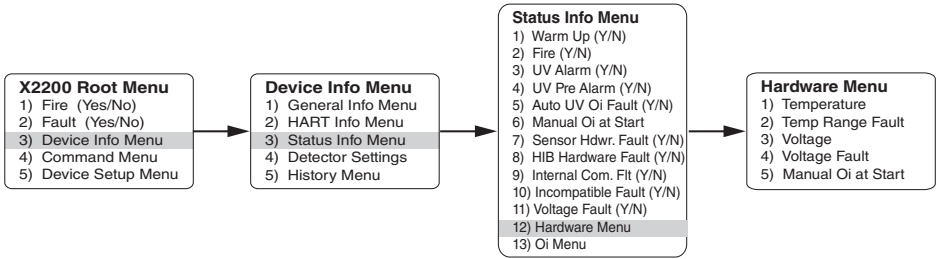 X2200 Root Menu
1) Fire (Yes/No)
2) Fault (Yes/No)
3) Device Info Menu
4) Command Menu
5) Device Setup Menu
Device Info Menu
1) General Info Menu
2) HART Info Menu
3) Status Info Menu
4) Detector Settings
5) History Menu
Status Info Menu
1) Warm Up (Y/N)
2) Fire (Y/N)
3) UV Alarm (Y/N)
4) UV Pre Alarm (Y/N)
5) Auto UV Oi Fault (Y/N)
6) Manual Oi at Start
7) Sensor Hdwr. Fault (Y/N)
8) HIB Hardware Fault (Y/N)
9) Internal Com. Flt (Y/N)
10) Incompatible Fault (Y/N)
11) Voltage Fault (Y/N)
12) Hardware Menu
13) Oi Menu
Hardware Menu
1) Temperature
2) Temp Range Fault
3) Voltage
4) Voltage Fault
5) Manual Oi at Start